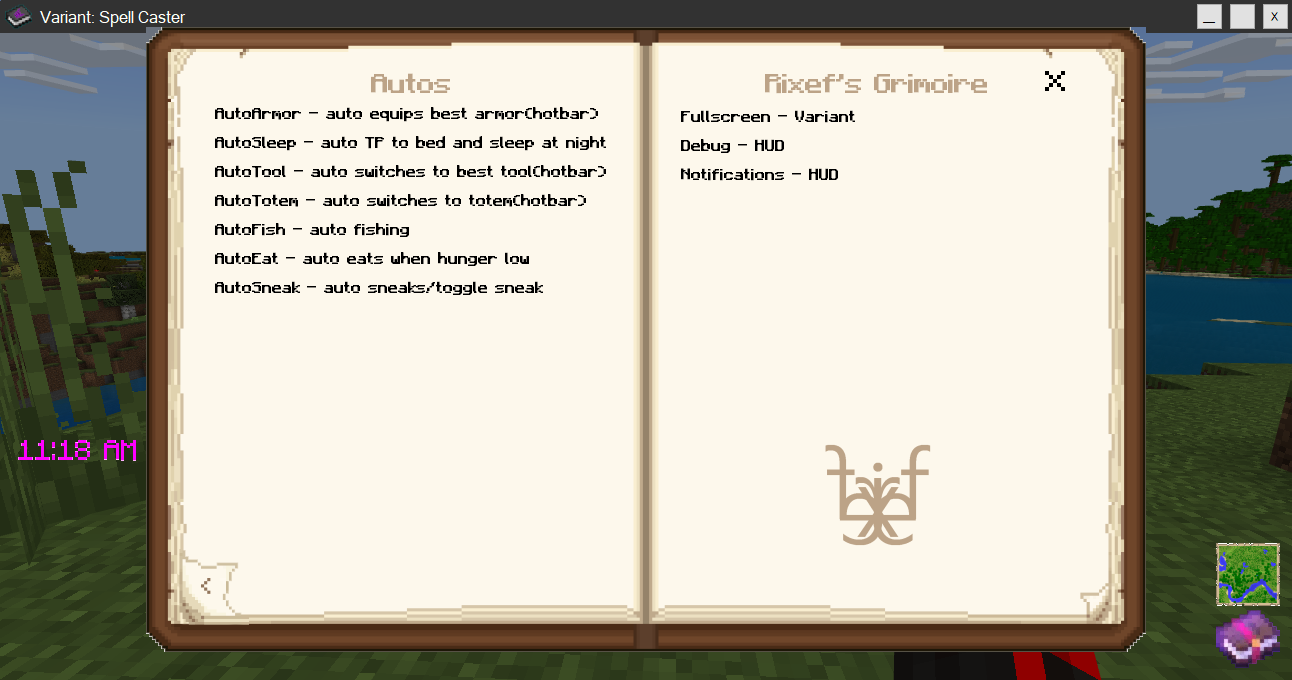 Variant: Spell Caster
Autos
AutoArmor - auto equips best armor(hotbar)
AutoSleep - auto TP to bed and sleep at night
AutoTool - auto switches to best tool(hotbar)
AutoTotem - auto switches to totem(hotbar)
AutoFish - auto fishing
AutoEat - auto eats when hunger low
AutoSneak - auto sneaks/toggle sneak
Rixef's Grimoire
Fullscreen - Variant
Debug - HUD
Notifications - HUD
11:18 AM